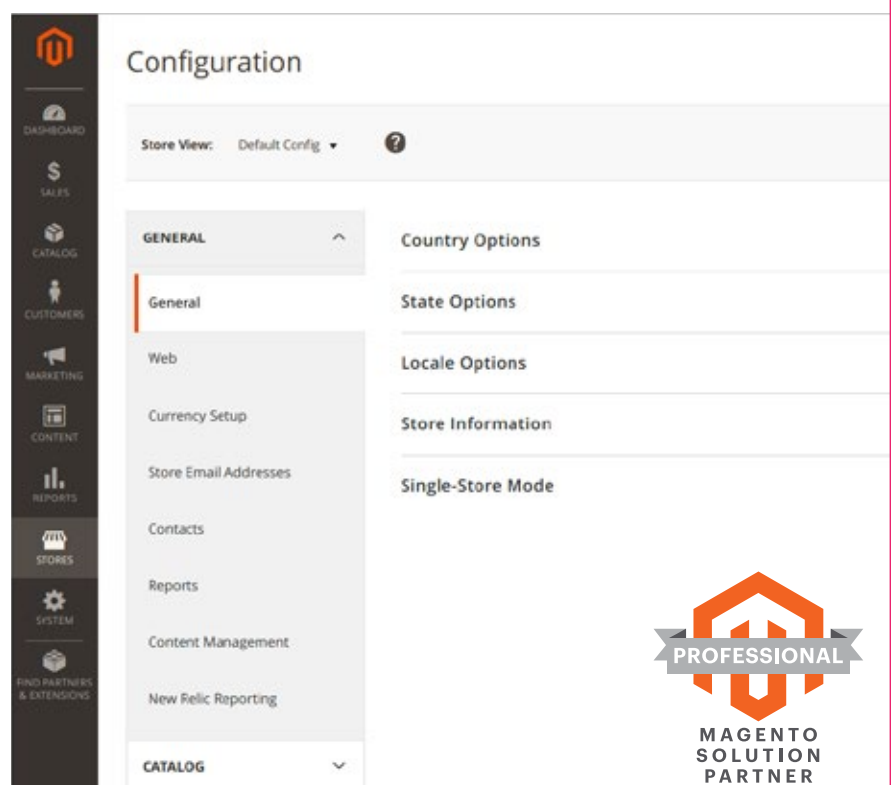 Configuration
DASHBOARD
Store View: Default Config
SALES
CATALOG
CUSTOMERS
MARKETING
CONTENT
REPORTS
STORES
SYSTEM
FIND PARTNERS
& EXTENSIONS
GENERAL
General
Web
Currency Setup
Store Email Addresses
Contacts
Reports
Content Management
New Relic Reporting
CATALOG
Country Options
State Options
Locale Options
Store Information
Single-Store Mode
PROFESSIONAL
MAGENTO
SOLUTION
PARTNER